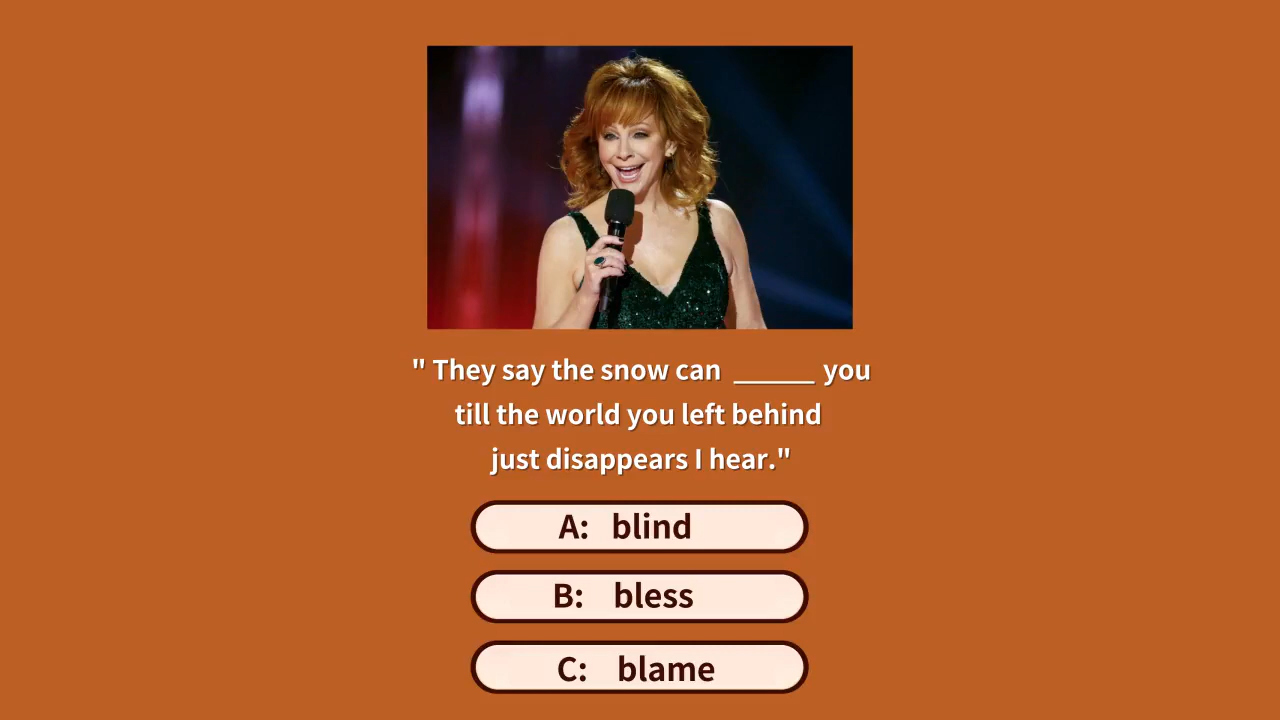 " They say the snow can ______ you
till the world you left behind
just disappears I hear."
A: blind
B: bless
C: blame